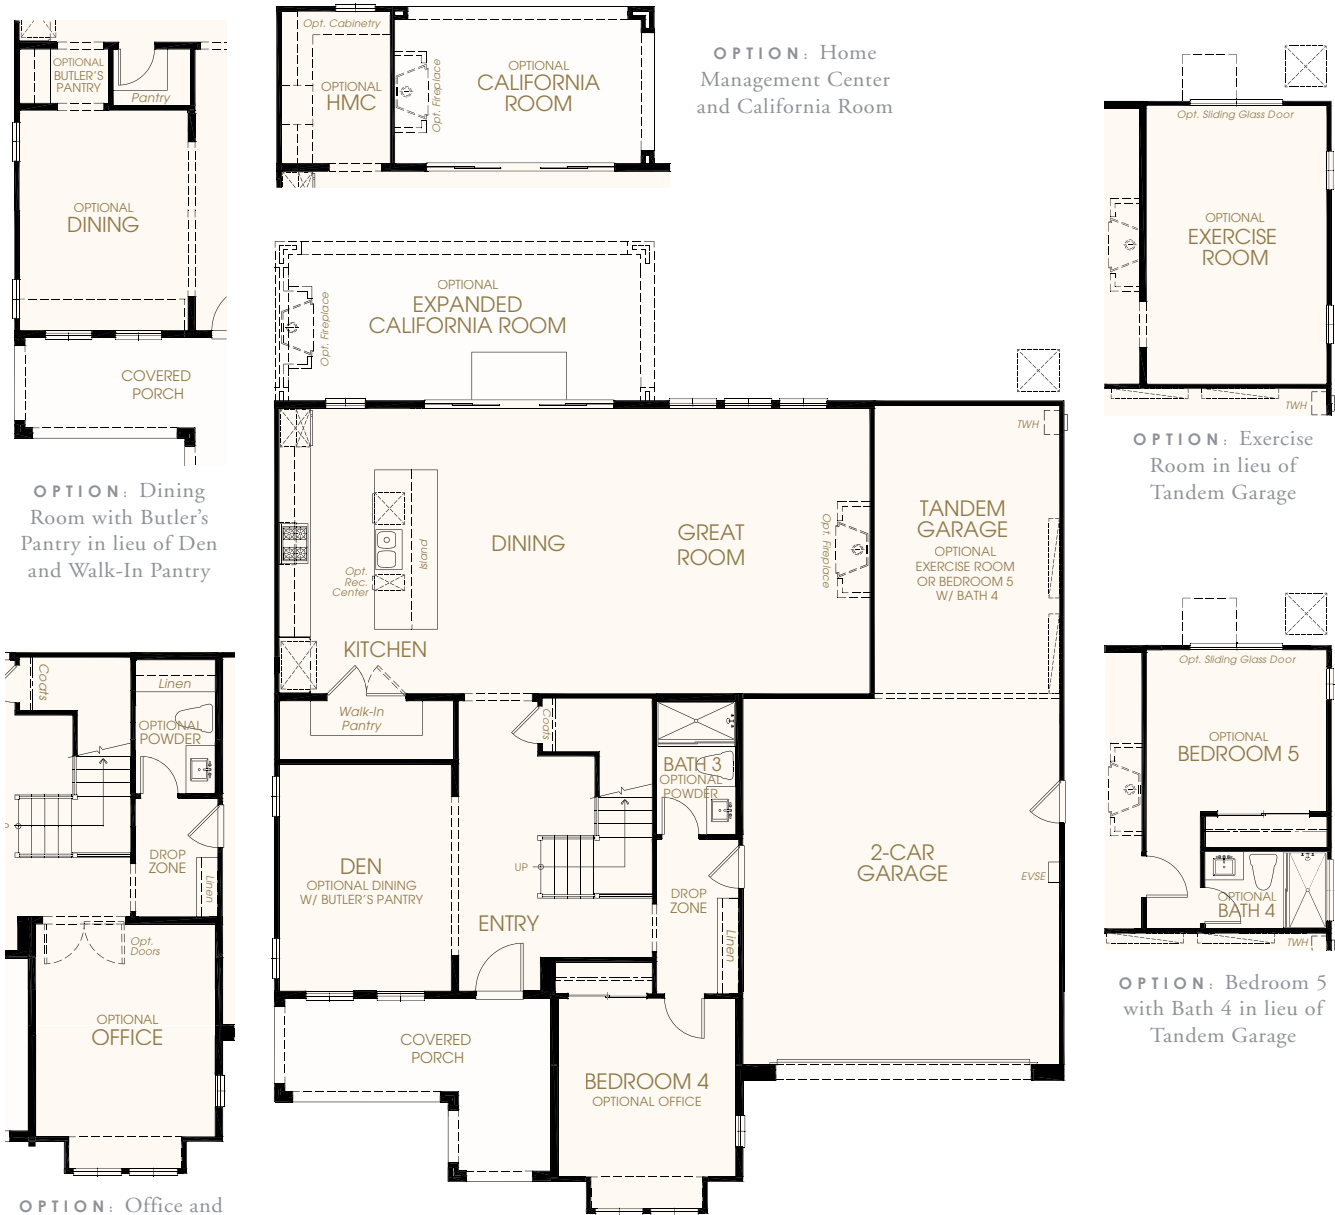 OPTIONAL
BUTLER'S
PANTRY
Pantry
OPTIONAL
DINING
COVERED
PORCH
OPTION: Dining
Room with Butler's
Pantry in lieu of Den
and Walk-In Pantry
Opt. Cabinetry
OPTIONAL
HMC
Opt. Fireplace
OPTIONAL
CALIFORNIA
ROOM
OPTION: Home
Management Center
and California Room
Opt. Sliding Glass Door
OPTIONAL
EXERCISE
ROOM
TWH
OPTION: Exercise
Room in lieu of
Tandem Garage
OPTIONAL
EXPANDED
CALIFORNIA ROOM
Opt. Fireplace
TWH
TANDEM
GARAGE
OPTIONAL
EXERCISE ROOM
OR BEDROOM 5
W/ BATH 4
DINING
GREAT
ROOM
Opt. Fireplace
Island
Opt.
Rec.
Center
KITCHEN
Walk-In
Pantry
Coats
BATH 3
OPTIONAL
POWDER
DEN
OPTIONAL DINING
W/ BUTLER'S PANTRY
UP
ENTRY
DROP
ZONE
Linen
2-CAR
GARAGE
EVSE
COVERED
PORCH
BEDROOM 4
OPTIONAL OFFICE
Coats
Linen
OPTIONAL
POWDER
DROP
ZONE
Linen
Opt.
Doors
OPTIONAL
OFFICE
OPTION: Office and
Opt. Sliding Glass Door
OPTIONAL
BEDROOM 5
OPTIONAL
BATH 4
TWH
OPTION: Bedroom 5
with Bath 4 in lieu of
Tandem Garage